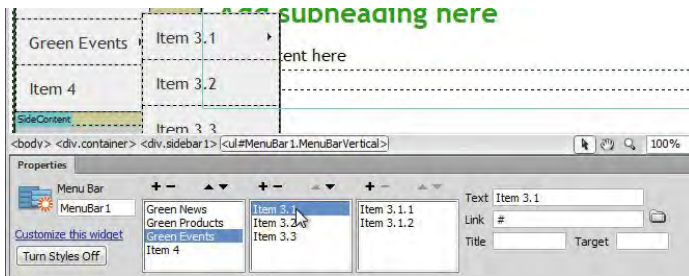 Add subheading here
Green Events
Item 3.1
tent here
Item 4
Item 3.2
SideContent
Item 3.3
<body> <div.container> <div.sidebar1> <ul#MenuBar1.MenuBarVertical>
100%
Properties
Menu Bar
MenuBar1
Customize this widget
Turn Styles Off
Green News
Green Products
Green Events
Item 4
Item 3.1
Item 3.2
Item 3.3
Item 3.1.1
Item 3.1.2
Text Item 3.1
Link #
Title
Target